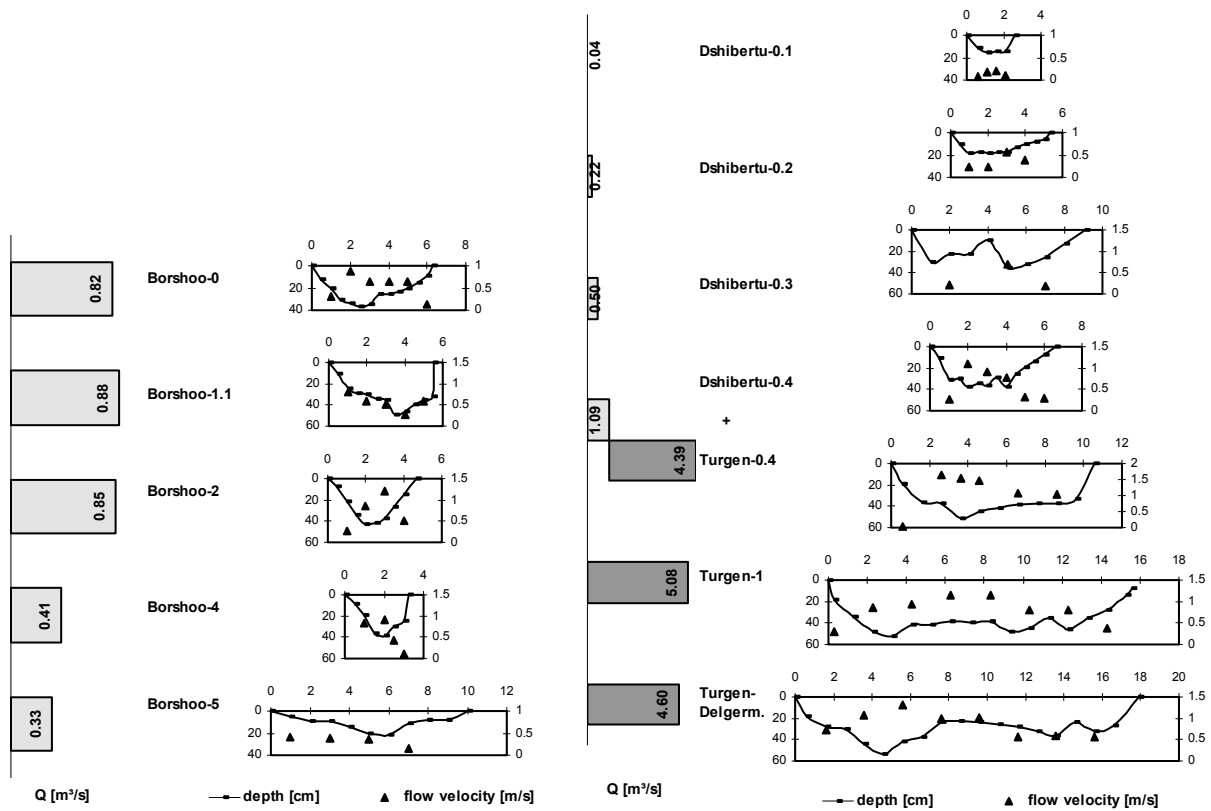 0.82
Borshoo-0
0 2 4 6 8
0 20 40
1 0.5 0
0.88
Borshoo-1.1
0 2 4 6
0 20 40 60
1.5 1 0.5 0
0.85
Borshoo-2
0 2 4 6
0 20 40 60
1.5 1 0.5 0
0.41
Borshoo-4
0 2 4
0 20 40 60
1.5 1 0.5 0
0.33
Borshoo-5
0 2 4 6 8 10 12
0 20 40
1 0.5 0
Q [m³/s]
depth [cm]
flow velocity [m/s]
0.04
Dshibertu-0.1
0 2 4
0 20 40
1 0.5 0
0.22
Dshibertu-0.2
0 2 4 6
0 20 40
1 0.5 0
0.50
Dshibertu-0.3
0 2 4 6 8 10
0 20 40 60
1.5 1 0.5 0
1.09
Dshibertu-0.4
0 2 4 6 8
0 20 40 60
1.5 1 0.5 0
+
4.39
Turgen-0.4
0 2 4 6 8 10 12
0 20 40 60
2 1.5 1 0.5 0
5.08
Turgen-1
0 2 4 6 8 10 12 14 16 18
0 20 40 60
1.5 1 0.5 0
4.60
Turgen-
Delgerm.
0 2 4 6 8 10 12 14 16 18 20
0 20 40 60
1.5 1 0.5 0
Q [m³/s]
depth [cm]
flow velocity [m/s]